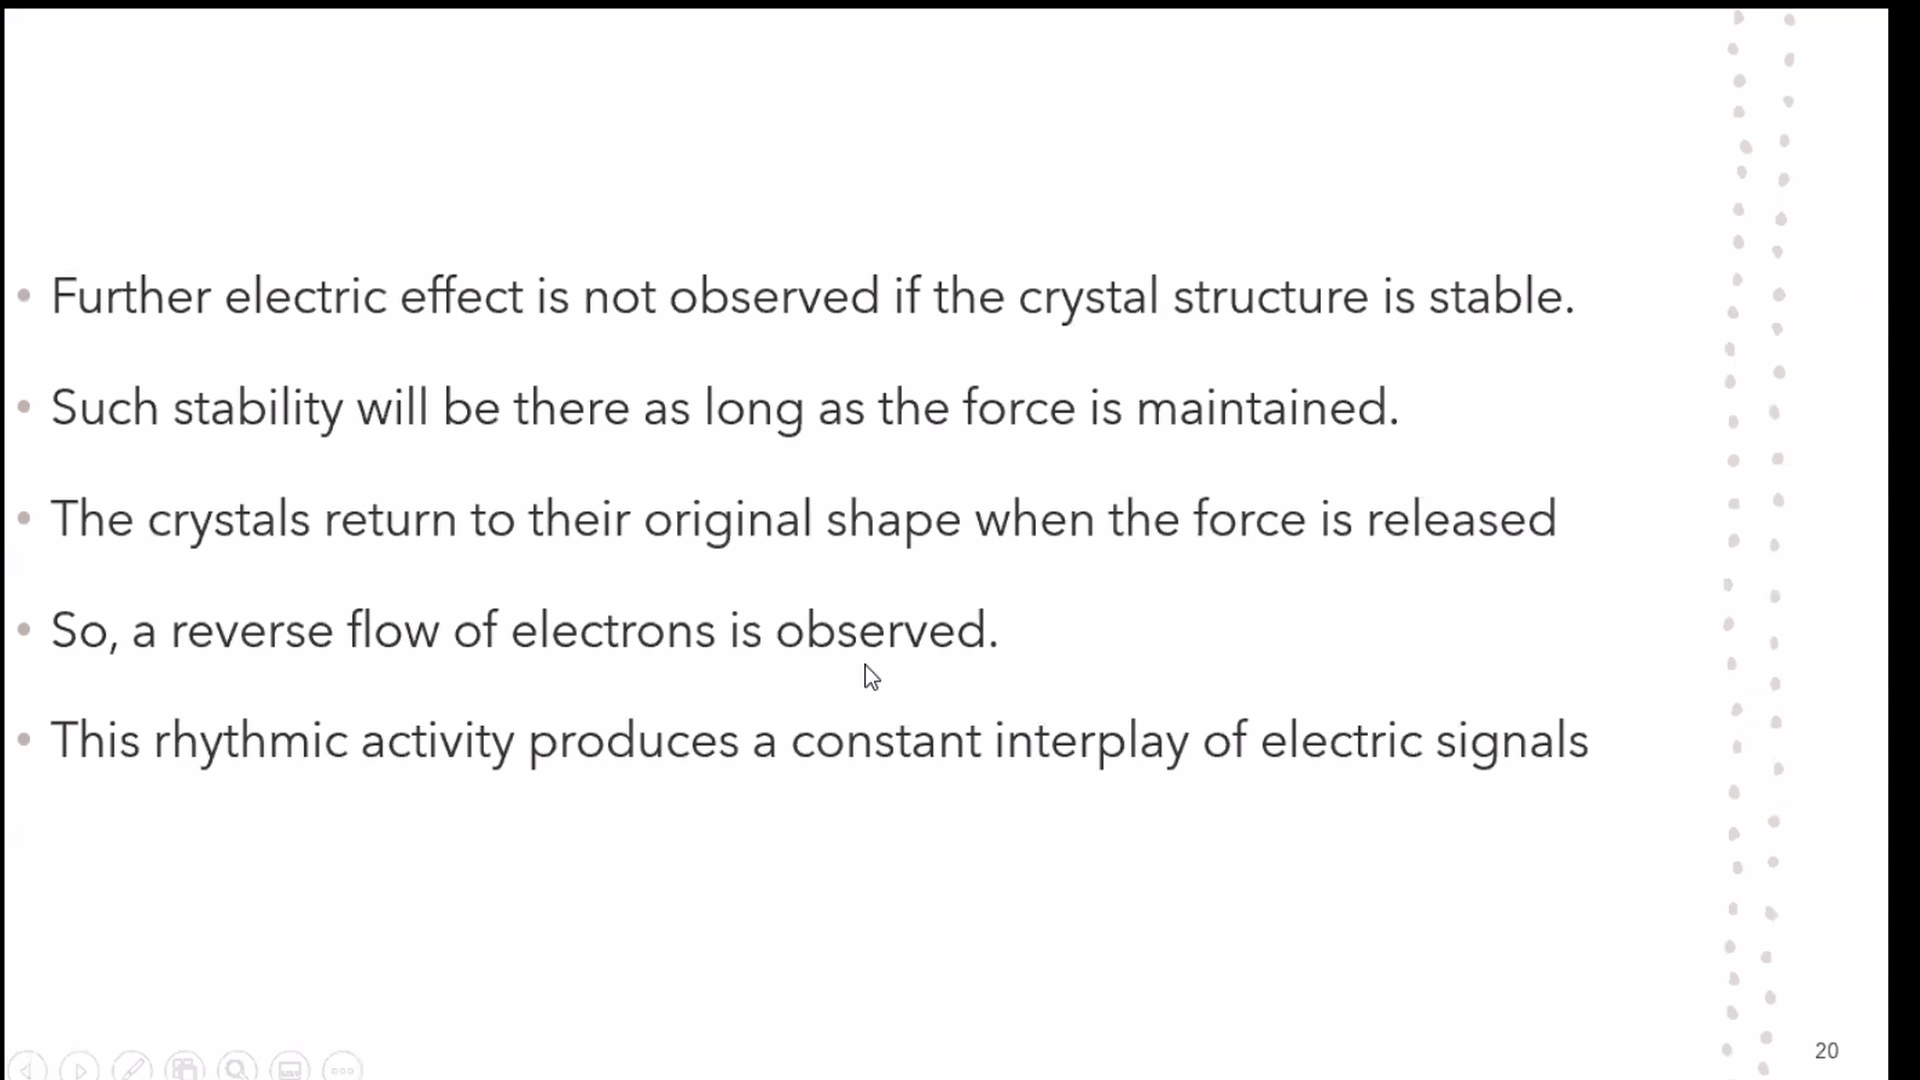 • Further electric effect is not observed if the crystal structure is stable.
• Such stability will be there as long as the force is maintained.
• The crystals return to their original shape when the force is released
• So, a reverse flow of electrons is observed.
• This rhythmic activity produces a constant interplay of electric signals
20